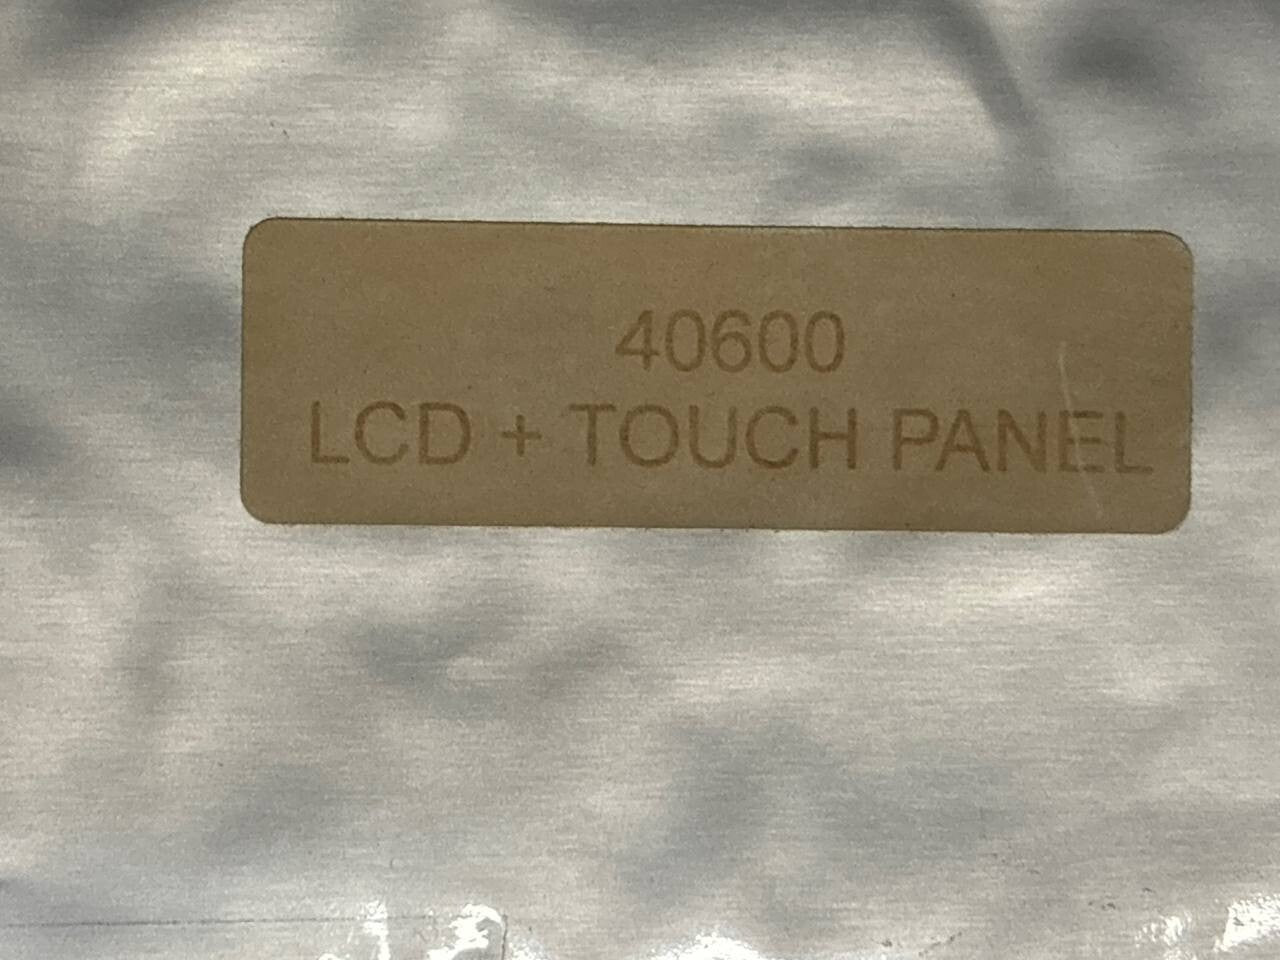 40600
LCD + TOUCH PANEL